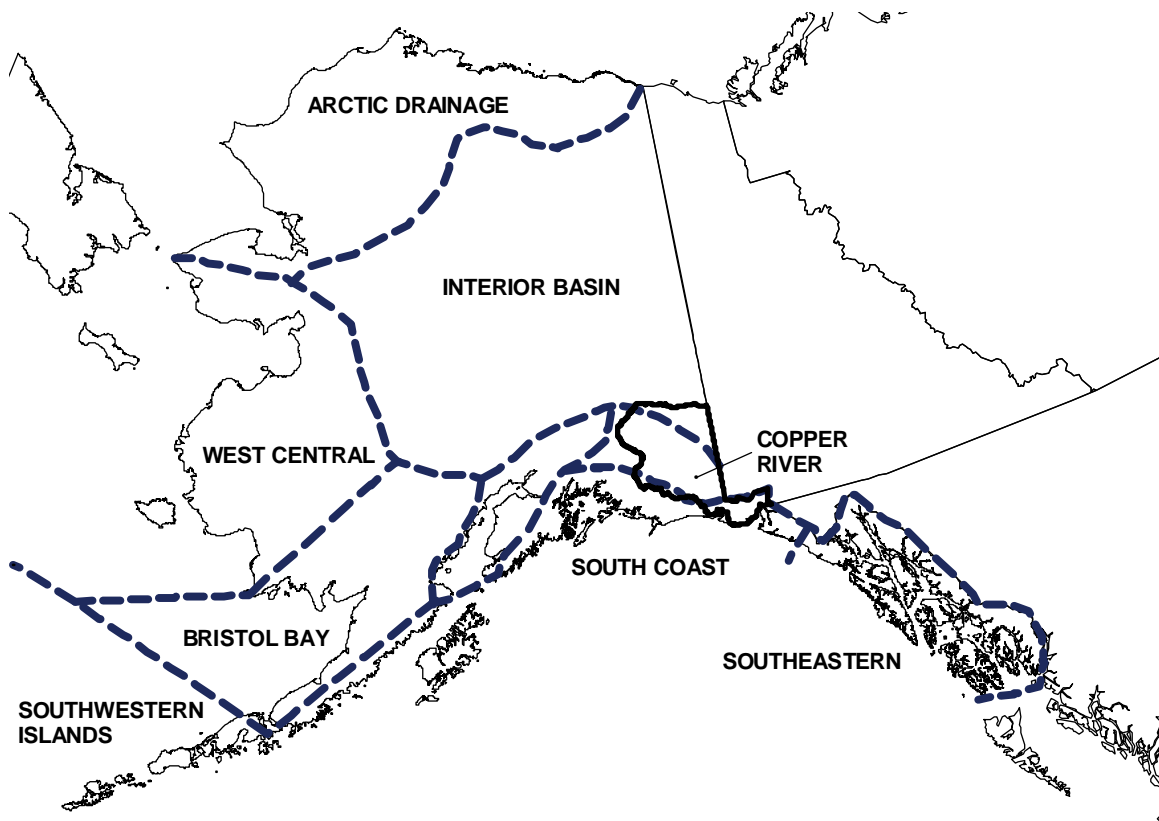 ARCTIC DRAINAGE
INTERIOR BASIN
WEST CENTRAL
COPPER
RIVER
SOUTH COAST
BRISTOL BAY
SOUTHEASTERN
SOUTHWESTERN
ISLANDS